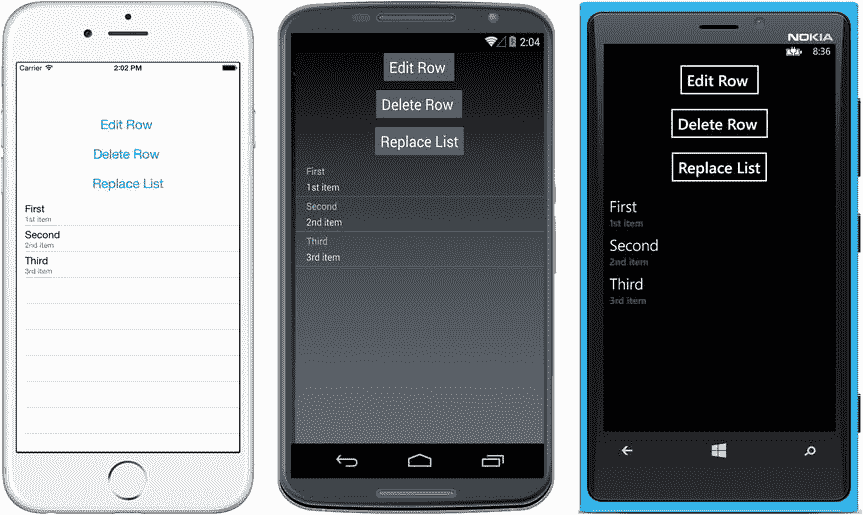 Carrier 2:02 PM
Edit Row
Delete Row
Replace List
First
1st item
Second
2nd item
Third
3rd item
2:04
Edit Row
Delete Row
Replace List
First
1st item
Second
2nd item
Third
3rd item
NOKIA
8:36
Edit Row
Delete Row
Replace List
First
1st item
Second
2nd item
Third
3rd item